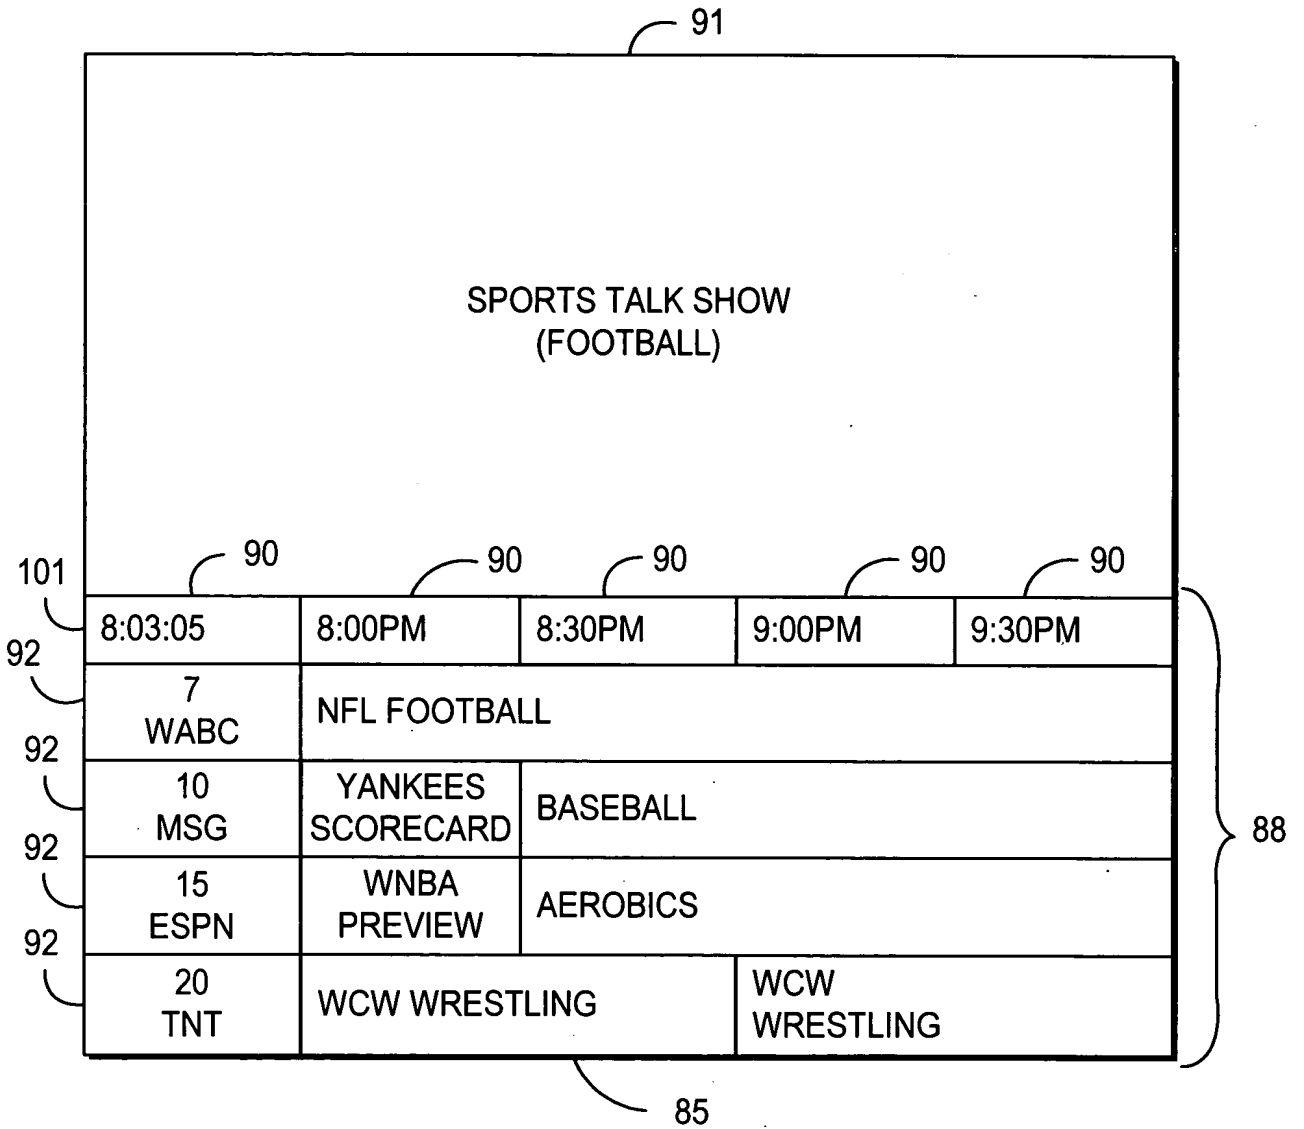 91
SPORTS TALK SHOW
(FOOTBALL)
90 90 90 90 90
101
8:03:05 8:00PM 8:30PM 9:00PM 9:30PM
92
7
WABC
NFL FOOTBALL
92
10
MSG
YANKEES
SCORECARD
BASEBALL
88
92
15
ESPN
WNBA
PREVIEW
AEROBICS
92
20
TNT
WCW WRESTLING
WCW
WRESTLING
85